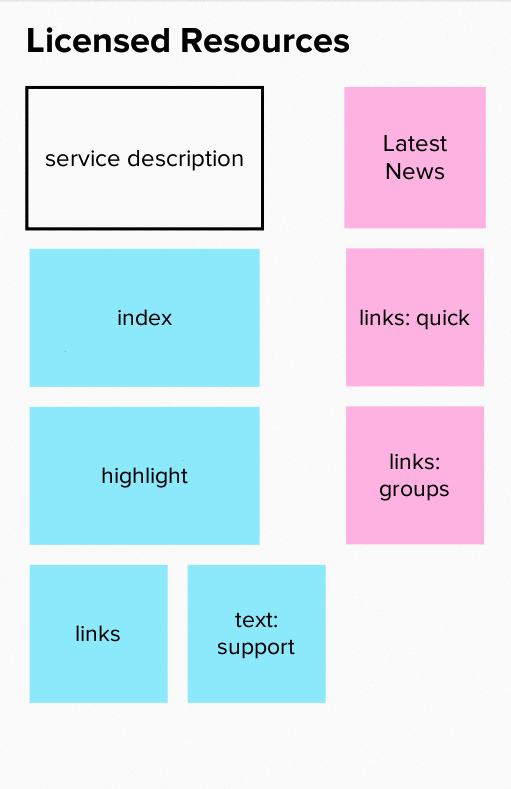 Licensed Resources
service description
Latest
News
index
links: quick
highlight
links:
groups
links
text:
support